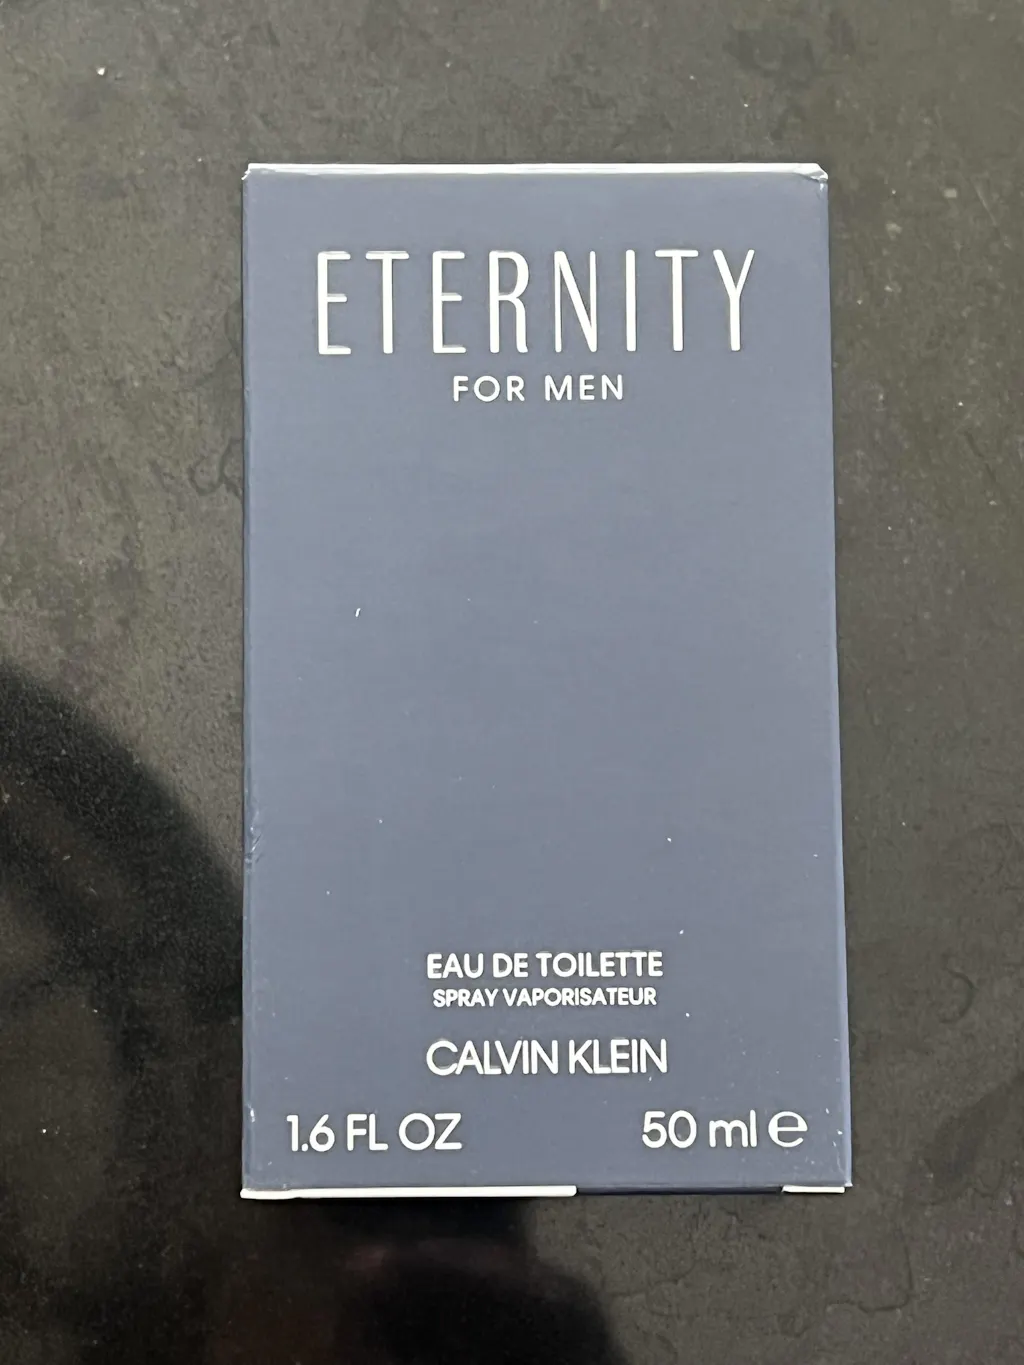 ETERNITY
FOR MEN
EAU DE TOILETTE
SPRAY VAPORISATEUR
CALVIN KLEIN
1.6 FL OZ 50 ml ℮